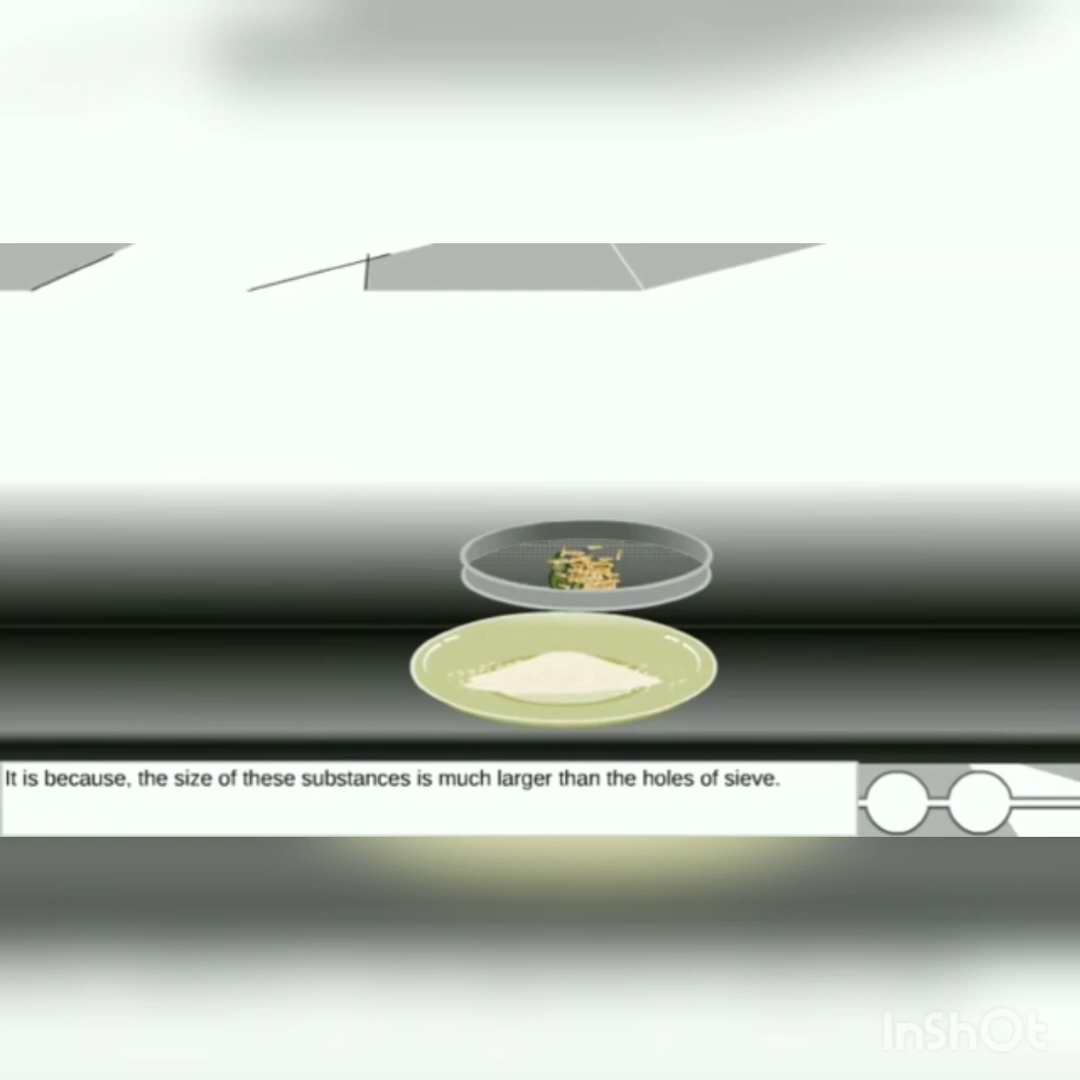 It is because, the size of these substances is much larger than the holes of sieve.
InShOt